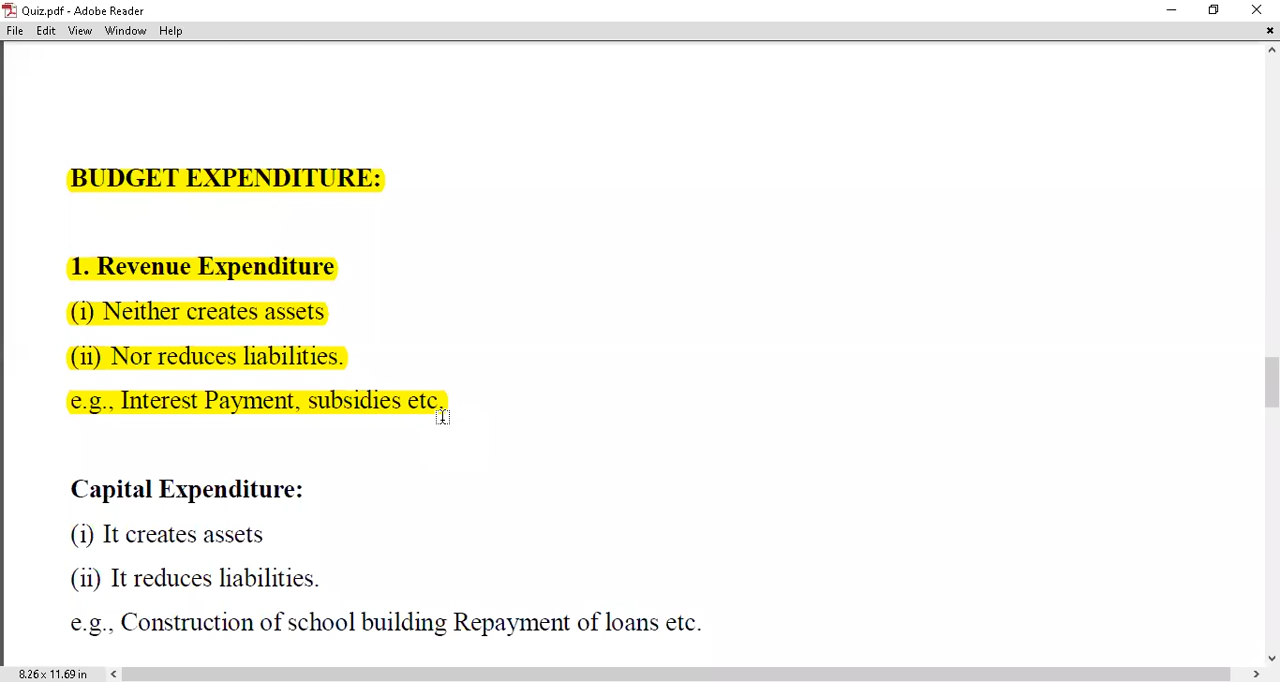 Quiz.pdf - Adobe Reader
File Edit View Window Help
BUDGET EXPENDITURE:
1. Revenue Expenditure
(i) Neither creates assets
(ii) Nor reduces liabilities.
e.g., Interest Payment, subsidies etc.
Capital Expenditure:
(i) It creates assets
(ii) It reduces liabilities.
e.g., Construction of school building Repayment of loans etc.
8.26 x 11.69 in